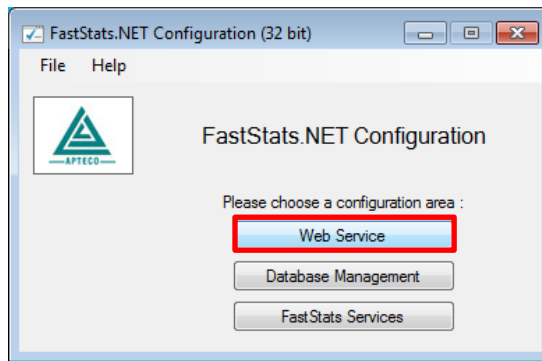 FastStats.NET Configuration (32 bit)
File Help
APTECO
FastStats.NET Configuration
Please choose a configuration area :
Web Service
Database Management
FastStats Services